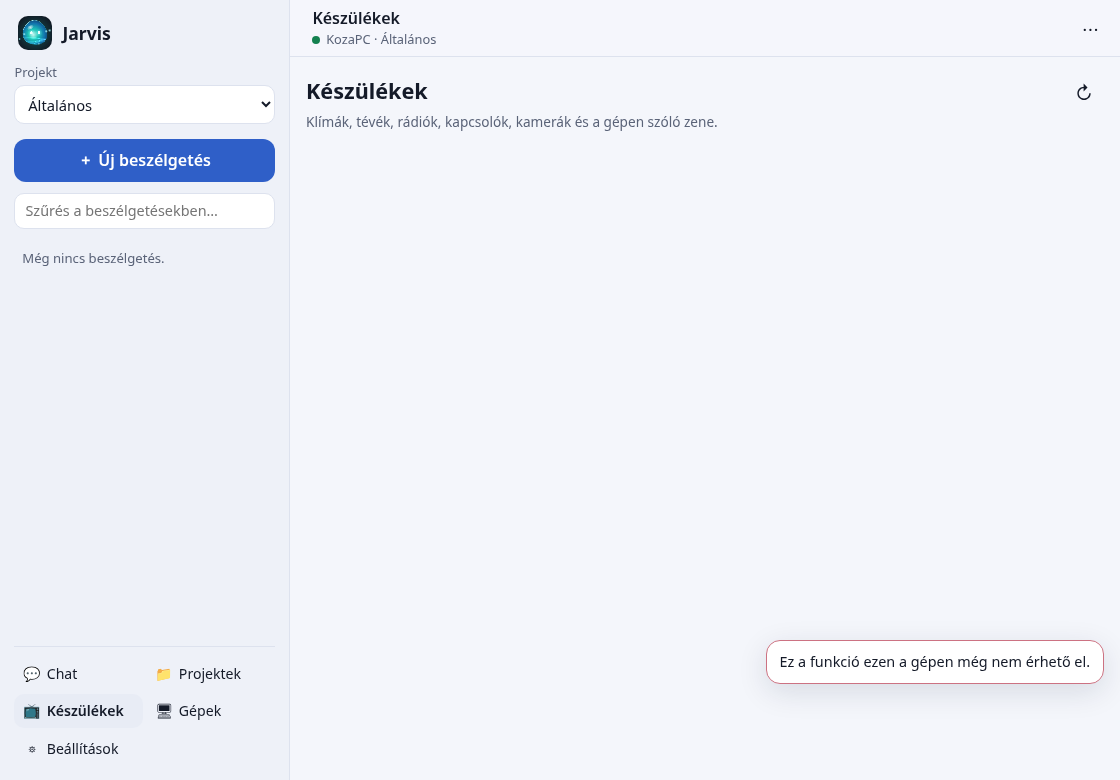 Jarvis
Projekt
Általános
+ Új beszélgetés
Szűrés a beszélgetésekben...
Még nincs beszélgetés.
Chat
Projektek
Készülékek
Gépek
Beállítások
Készülékek
KozaPC · Általános
...
Készülékek
Klímák, tévék, rádiók, kapcsolók, kamerák és a gépen szóló zene.
Ez a funkció ezen a gépen még nem érhető el.